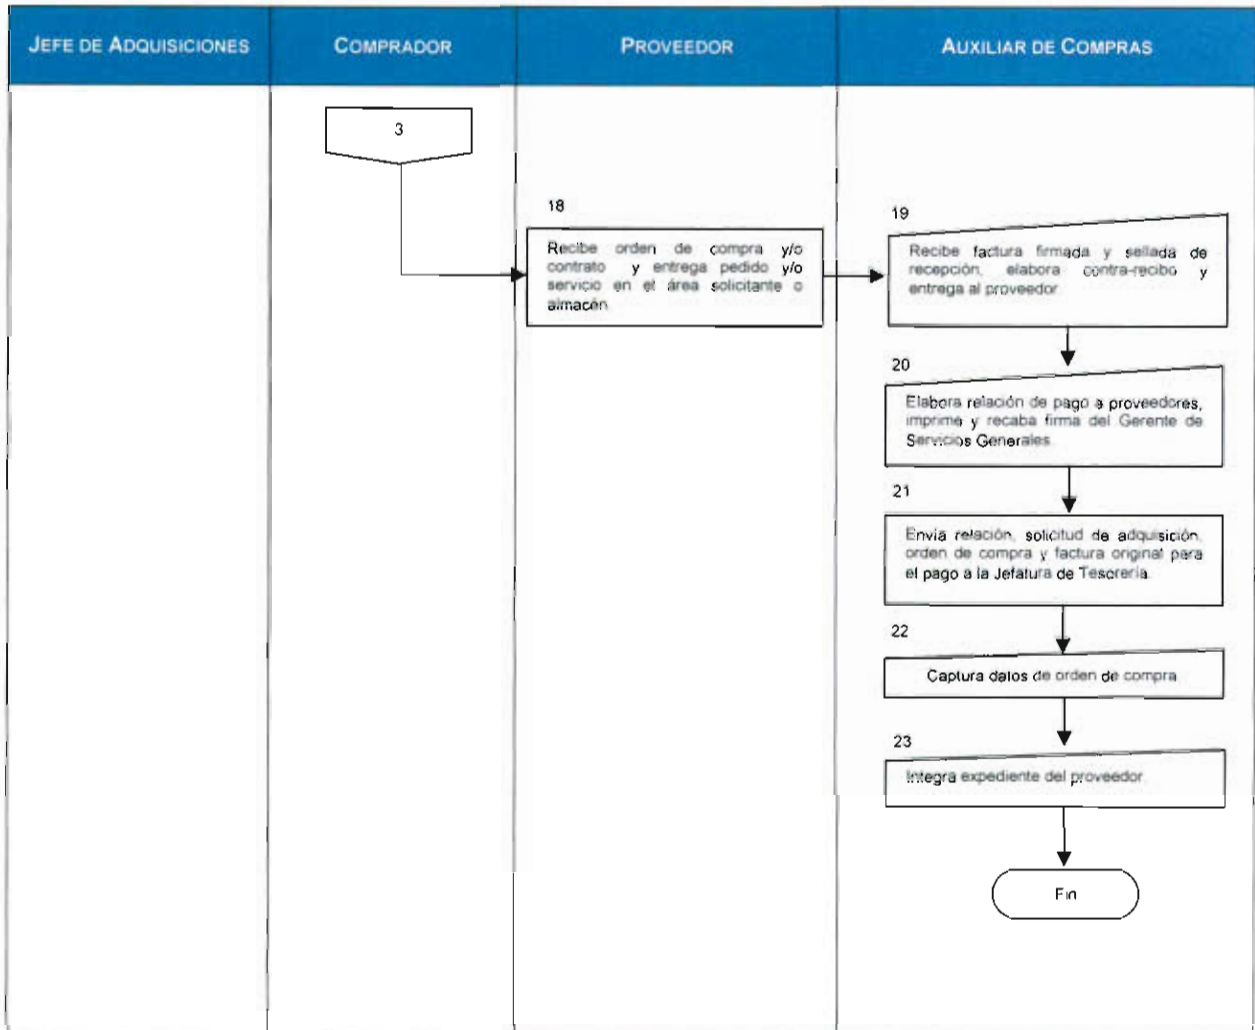 JEFE DE ADQUISICIONES
COMPRADOR
PROVEEDOR
AUXILIAR DE COMPRAS
3
18
Recibe orden de compra y/o
contrato y entrega pedido y/o
servicio en el área solicitante o
almacén
19
Recibe factura firmada y sellada de
recepción, elabora contra-recibo y
entrega al proveedor
20
Elabora relación de pago a proveedores,
imprime y recaba firma del Gerente de
Servicios Generales
21
Envía relación, solicitud de adquisición,
orden de compra y factura original para
el pago a la Jefatura de Tesorería
22
Captura datos de orden de compra
23
Integra expediente del proveedor
Fin